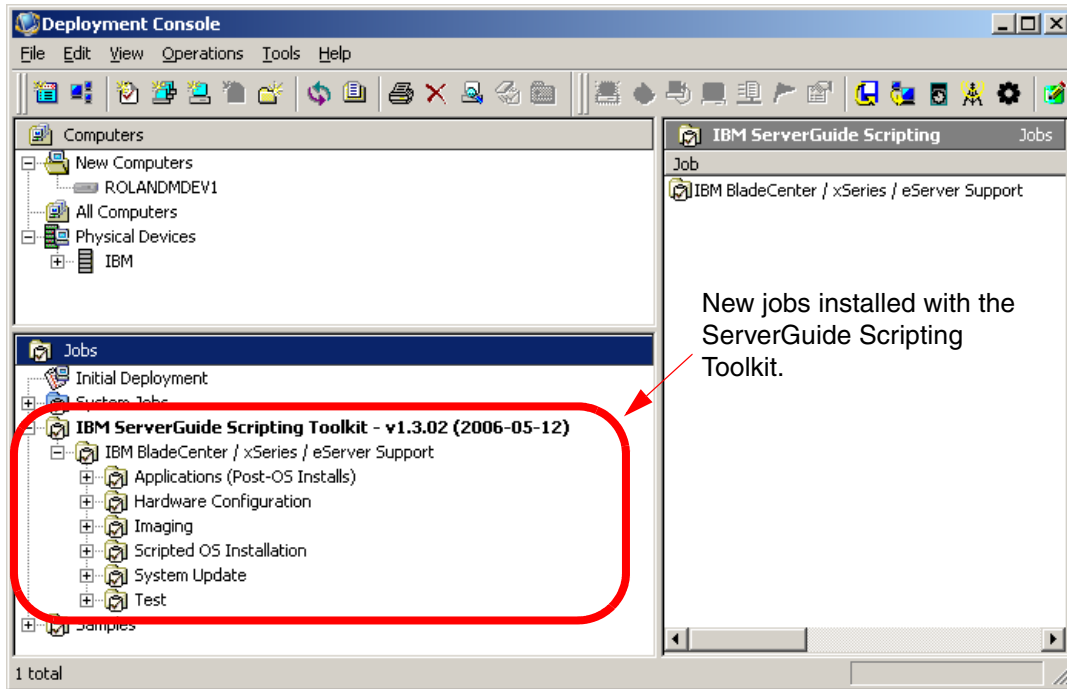 Deployment Console
File Edit View Operations Tools Help
Computers
New Computers
ROLANDMDEV1
All Computers
Physical Devices
IBM
Jobs
Initial Deployment
System Jobs
IBM ServerGuide Scripting Toolkit - v1.3.02 (2006-05-12)
IBM BladeCenter / xSeries / eServer Support
Applications (Post-OS Installs)
Hardware Configuration
Imaging
Scripted OS Installation
System Update
Test
Samples
IBM ServerGuide Scripting Jobs
Job
IBM BladeCenter / xSeries / eServer Support
New jobs installed with the
ServerGuide Scripting
Toolkit.
1 total